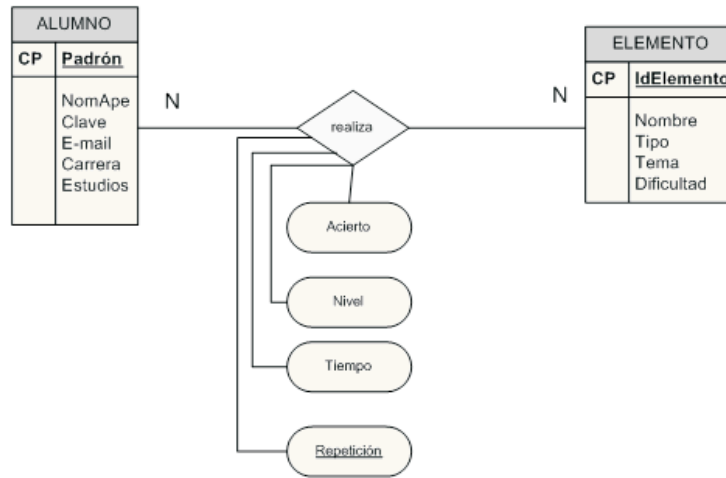 ALUMNO
CP Padrón
NomApe
Clave
E-mail
Carrera
Estudios
N
realiza
N
ELEMENTO
CP IdElemento
Nombre
Tipo
Tema
Dificultad
Acierto
Nivel
Tiempo
Repetición